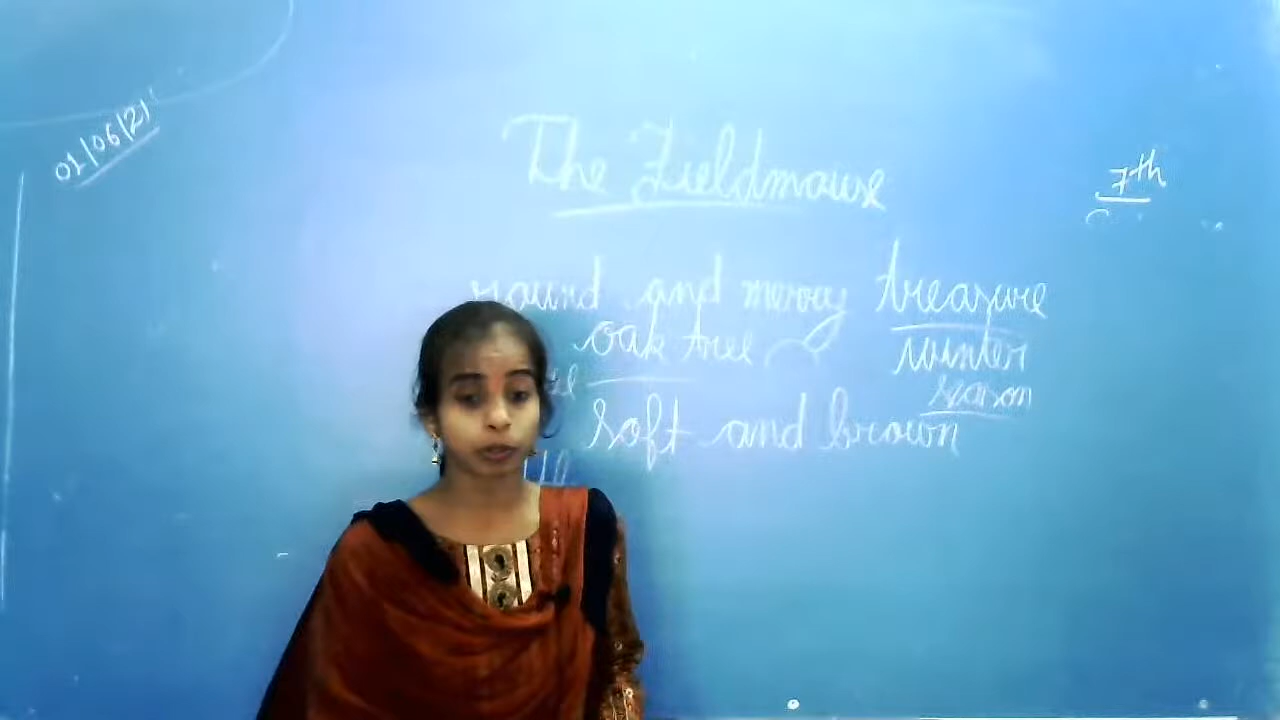 01/06/21
The Fieldmouse
7th
round and merry treasure
oak tree
winter
season
soft and brown